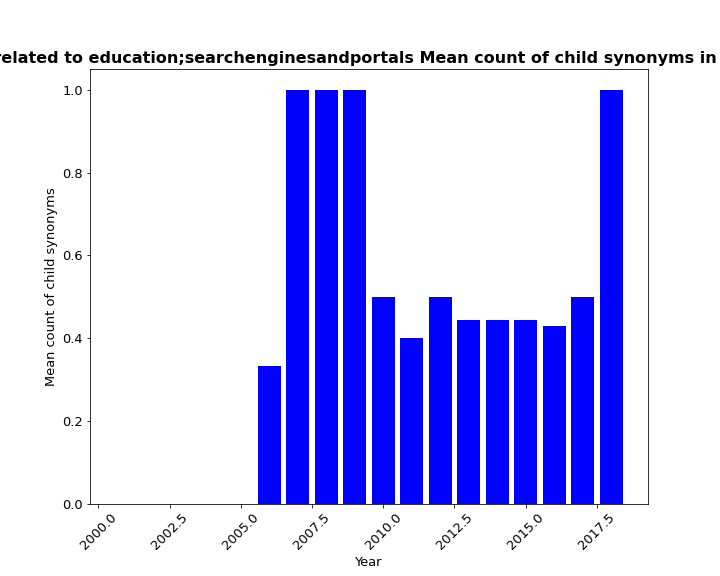 related to education;searchenginesandportals Mean count of child synonyms in
1.0
0.8
0.6
0.4
0.2
0.0
Mean count of child synonyms
2000.0 2002.5 2005.0 2007.5 2010.0 2012.5 2015.0 2017.5
Year